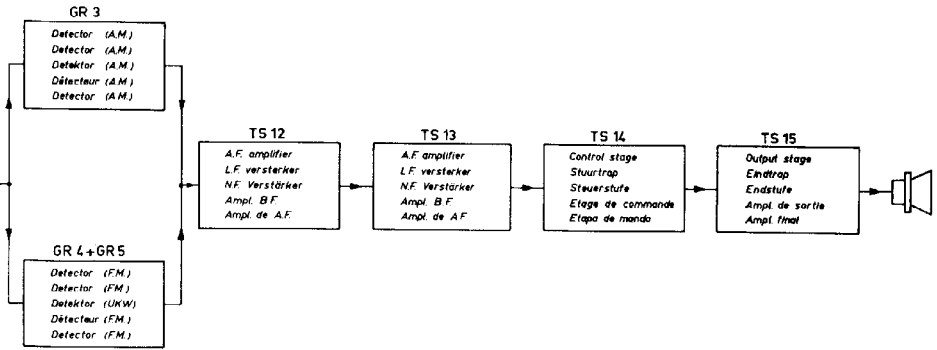 GR 3
Detector (A.M.)
Detector (A.M.)
Detektor (A.M.)
Détecteur (A.M.)
Detector (A.M.)
TS 12
A.F. amplifier
L.F. versterker
N.F. Verstärker
Ampl. B.F.
Ampl. de A.F.
TS 13
A.F. amplifier
L.F. versterker
N.F. Verstärker
Ampl. B.F.
Ampl. de A.F.
TS 14
Control stage
Stuurtrap
Steuerstufe
Etage de commande
Etapa de mando
TS 15
Output stage
Eindtrap
Endstufe
Ampl. de sortie
Ampl. final
GR 4+GR 5
Detector (F.M.)
Detector (F.M.)
Detektor (UKW)
Détecteur (F.M.)
Detector (F.M.)